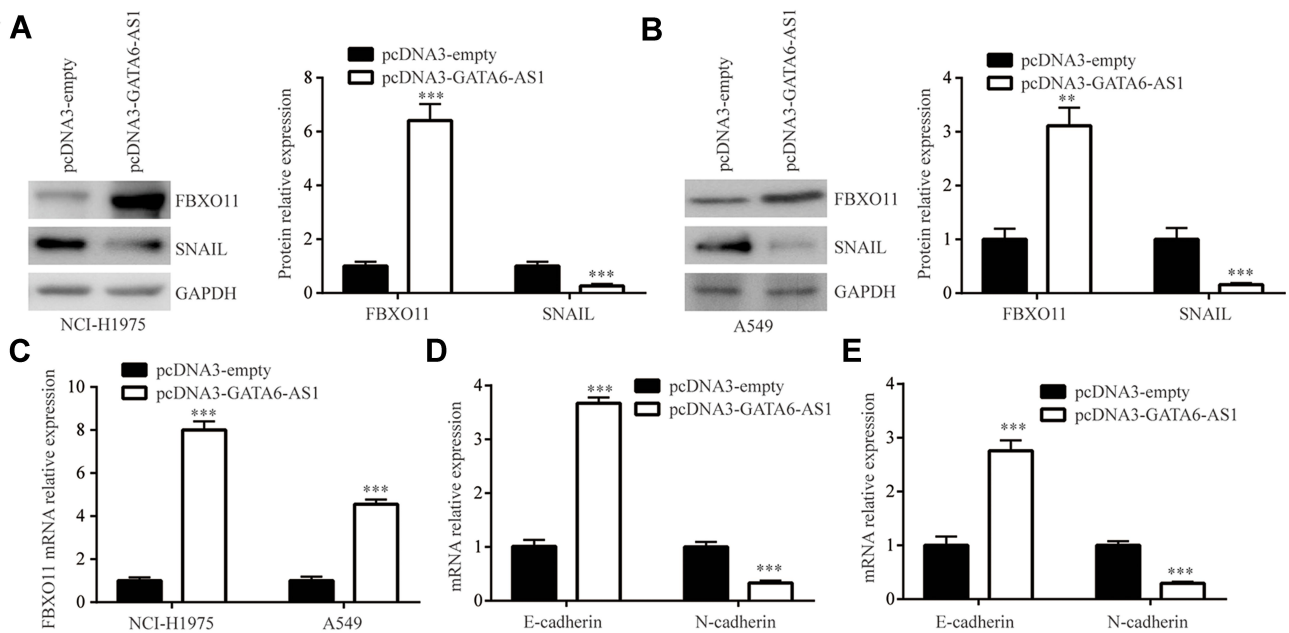 A
pcDNA3-empty
pcDNA3-GATA6-AS1
FBXO11
SNAIL
GAPDH
NCI-H1975
pcDNA3-empty
pcDNA3-GATA6-AS1
Protein relative expression
8
6
4
2
0
***
***
FBXO11
SNAIL
B
pcDNA3-empty
pcDNA3-GATA6-AS1
FBXO11
SNAIL
GAPDH
A549
pcDNA3-empty
pcDNA3-GATA6-AS1
Protein relative expression
4
3
2
1
0
**
***
FBXO11
SNAIL
C
pcDNA3-empty
pcDNA3-GATA6-AS1
FBXO11 mRNA relative expression
10
8
6
4
2
0
***
***
NCI-H1975
A549
D
pcDNA3-empty
pcDNA3-GATA6-AS1
mRNA relative expression
4
3
2
1
0
***
***
E-cadherin
N-cadherin
E
pcDNA3-empty
pcDNA3-GATA6-AS1
mRNA relative expression
4
3
2
1
0
***
***
E-cadherin
N-cadherin